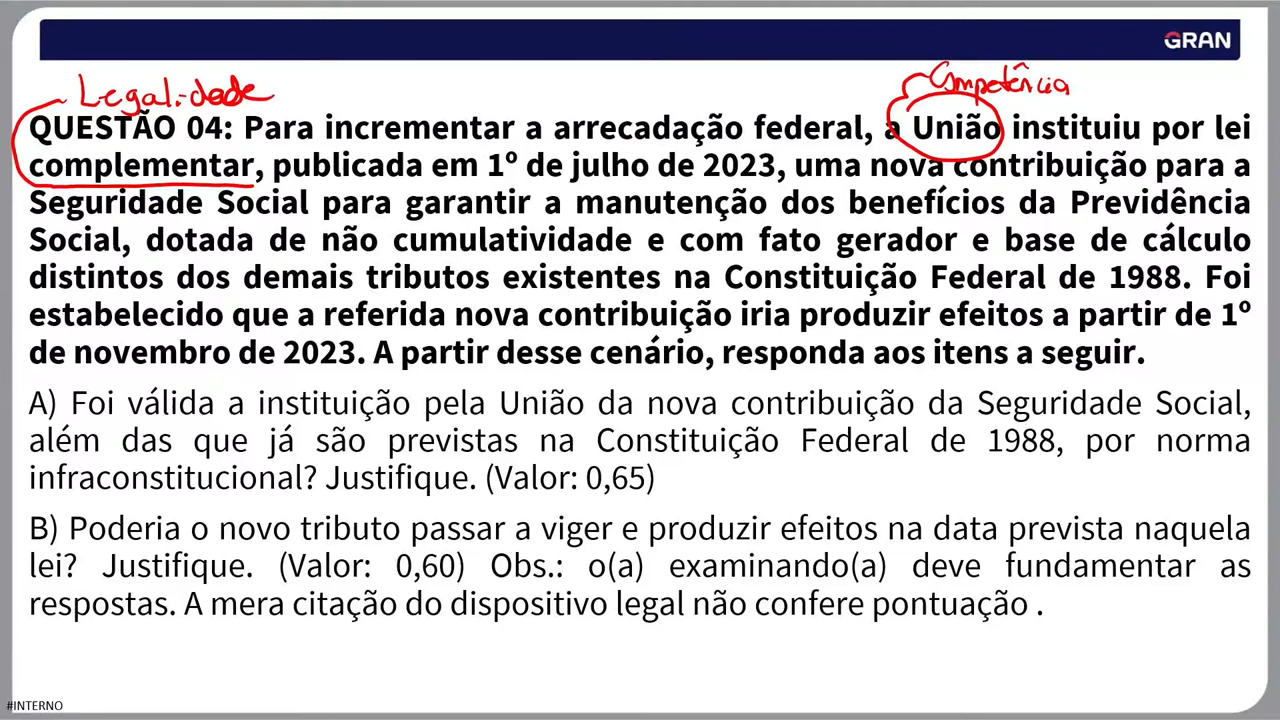 GRAN
Legalidade
Competência
QUESTÃO 04: Para incrementar a arrecadação federal, a União instituiu por lei
complementar, publicada em 1º de julho de 2023, uma nova contribuição para a
Seguridade Social para garantir a manutenção dos benefícios da Previdência
Social, dotada de não cumulatividade e com fato gerador e base de cálculo
distintos dos demais tributos existentes na Constituição Federal de 1988. Foi
estabelecido que a referida nova contribuição iria produzir efeitos a partir de 1º
de novembro de 2023. A partir desse cenário, responda aos itens a seguir.
A) Foi válida a instituição pela União da nova contribuição da Seguridade Social,
além das que já são previstas na Constituição Federal de 1988, por norma
infraconstitucional? Justifique. (Valor: 0,65)
B) Poderia o novo tributo passar a viger e produzir efeitos na data prevista naquela
lei? Justifique. (Valor: 0,60) Obs.: o(a) examinando(a) deve fundamentar as
respostas. A mera citação do dispositivo legal não confere pontuação .
#INTERNO